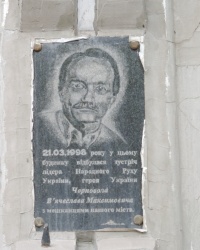 21.03.1998 року у цьому
будинку відбулася зустріч
лідера Народного Руху
України, героя України
Чорновола
В'ячеслава Максимовича
з мешканцями нашого міста.